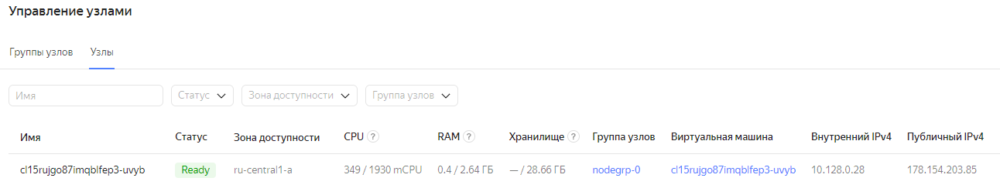 Управление узлами
Группы узлов Узлы
Имя Статус Зона доступности Группа узлов
Имя Статус Зона доступности CPU ? RAM ? Хранилище ? Группа узлов Виртуальная машина Внутренний IPv4 Публичный IPv4
cl15rujgo87imqblfep3-uvyb Ready ru-central1-a 349 / 1930 mCPU 0.4 / 2.64 ГБ — / 28.66 ГБ nodegrp-0 cl15rujgo87imqblfep3-uvyb 10.128.0.28 178.154.203.85